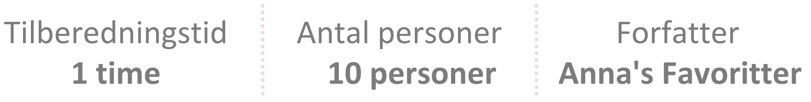 Tilberedningstid
1 time
Antal personer
10 personer
Forfatter
Anna's Favoritter